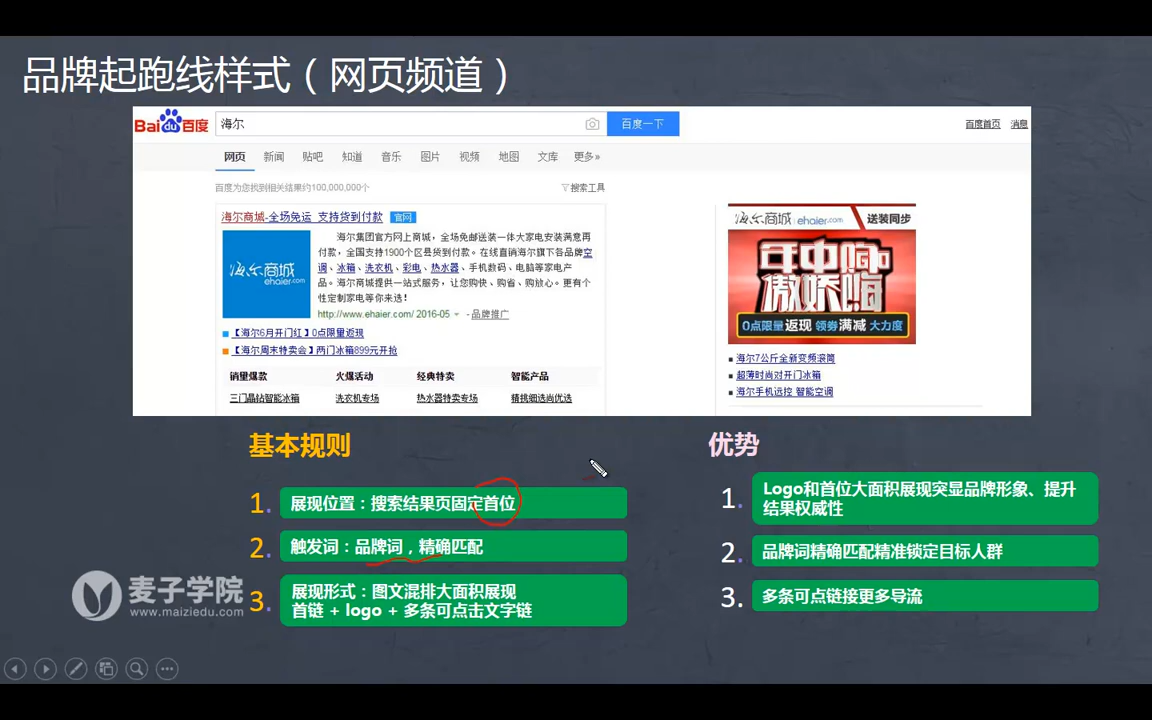 品牌起跑线样式（网页频道）
Bai du 百度
海尔
百度一下
百度首页 消息
网页 新闻 贴吧 知道 音乐 图片 视频 地图 文库 更多»
百度为您找到相关结果约100,000,000个
搜索工具
海尔商城-全场免运 支持货到付款 官网
海尔集团官方网上商城，全场免邮送装一体大家电安装满意再
付款，全国支持1900个区县货到付款。在线直销海尔旗下各品牌空
调、冰箱、洗衣机、彩电、热水器、手机数码、电脑等家电产
品。海尔商城提供一站式服务，让您购快、购省、购放心。更有个
性定制家电等你来选！
http://www.ehaier.com/ 2016-05 - 品牌推广
海尔商城
ehaier.com
【海尔6月开门红】0点限量返现
【海尔周末特卖会】两门冰箱899元开抢
销量爆款 火爆活动 经典特卖 智能产品
三门晶钻智能冰箱 洗衣机专场 热水器特卖专场 精挑细选尚优选
海尔商城 ehaier.com 送装同步
年中购
傲娇嗨
0点限量返现 领券满减 大力度
海尔7公斤全新变频滚筒
超薄时尚对开门冰箱
海尔手机远控 智能空调
基本规则
1. 展现位置：搜索结果页固定首位
2. 触发词：品牌词，精确匹配
3. 展现形式：图文混排大面积展现
首链 + logo + 多条可点击文字链
优势
1. Logo和首位大面积展现突显品牌形象、提升
结果权威性
2. 品牌词精确匹配精准锁定目标人群
3. 多条可点链接更多导流
麦子学院
www.maiziedu.com